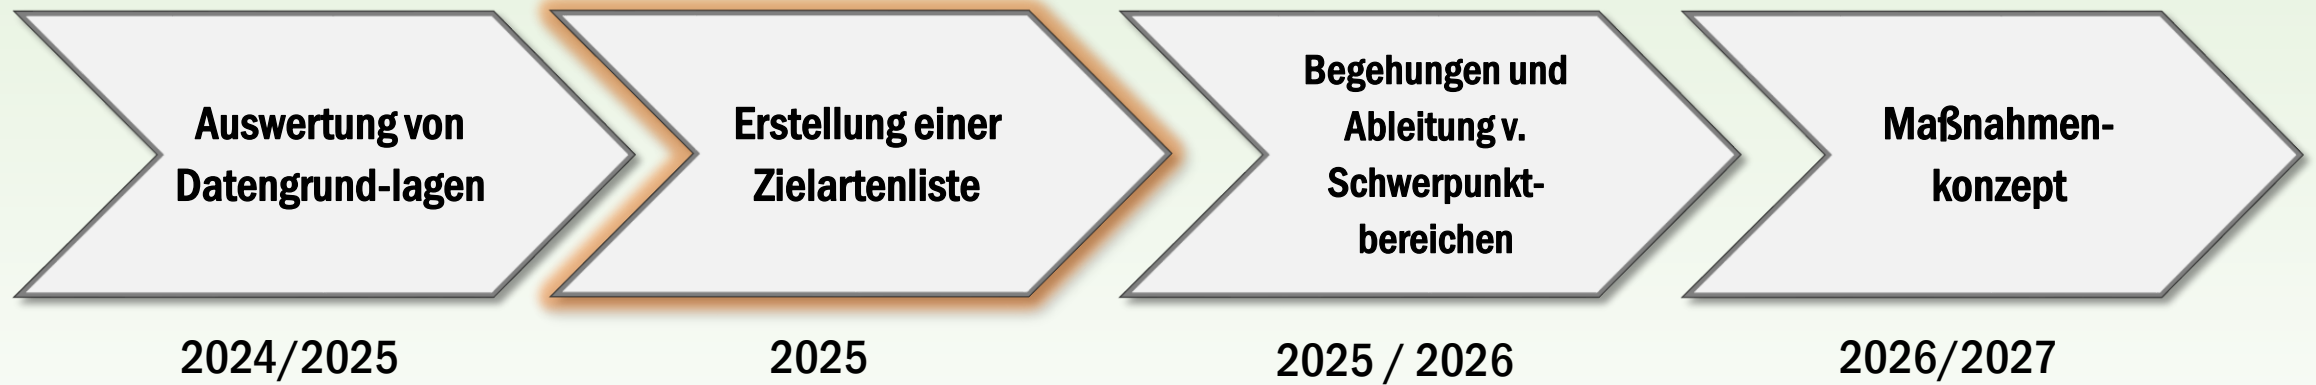 Auswertung von
Datengrund-lagen
Erstellung einer
Zielartenliste
Begehungen und
Ableitung v.
Schwerpunkt-
bereichen
Maßnahmen-
konzept
2024/2025
2025
2025 / 2026
2026/2027